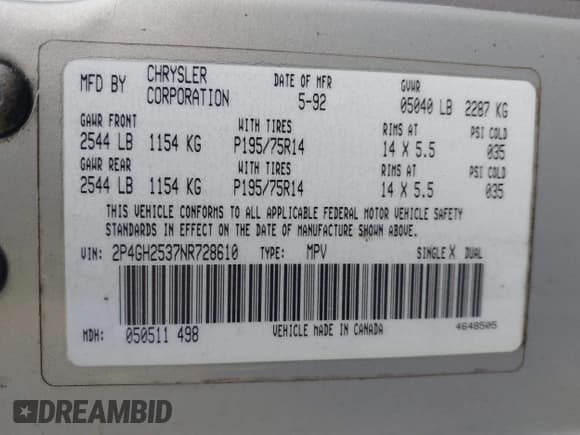 MFD BY CHRYSLER CORPORATION DATE OF MFR 5-92 GVWR 05040 LB 2287 KG
GAWR FRONT WITH TIRES RIMS AT PSI COLD
2544 LB 1154 KG P195/75R14 14 X 5.5 035
GAWR REAR WITH TIRES RIMS AT PSI COLD
2544 LB 1154 KG P195/75R14 14 X 5.5 035
THIS VEHICLE CONFORMS TO ALL APPLICABLE FEDERAL MOTOR VEHICLE SAFETY
STANDARDS IN EFFECT ON THE DATE OF MANUFACTURE SHOWN ABOVE.
VIN: 2P4GH2537NR728610 TYPE: MPV SINGLE X DUAL
MDH: 050511 498 VEHICLE MADE IN CANADA 4648505
DREAMBID